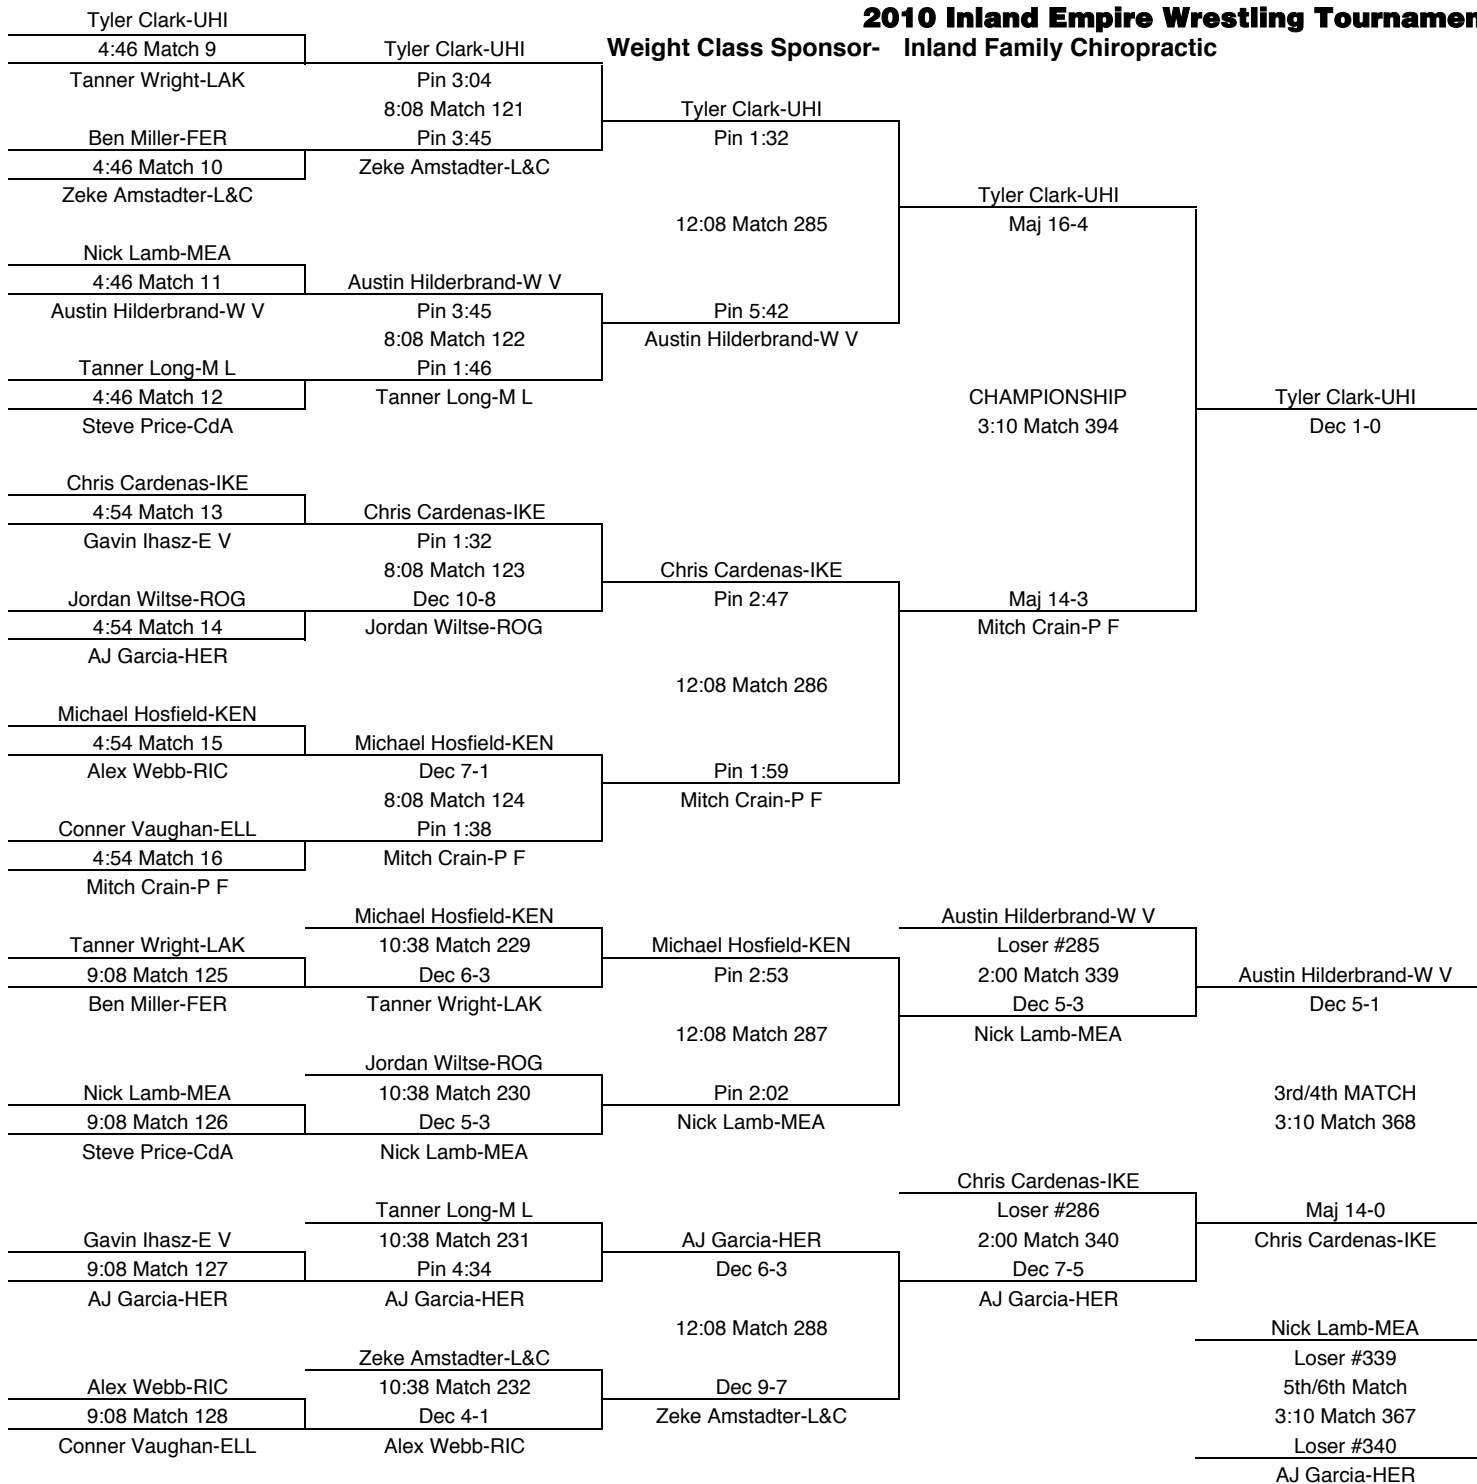 2010 Inland Empire Wrestling Tournamen
Weight Class Sponsor- Inland Family Chiropractic
Tyler Clark-UHI
4:46 Match 9
Tanner Wright-LAK
Ben Miller-FER
4:46 Match 10
Zeke Amstadter-L&C
Nick Lamb-MEA
4:46 Match 11
Austin Hilderbrand-W V
Tanner Long-M L
4:46 Match 12
Steve Price-CdA
Chris Cardenas-IKE
4:54 Match 13
Gavin Ihasz-E V
Jordan Wiltse-ROG
4:54 Match 14
AJ Garcia-HER
Michael Hosfield-KEN
4:54 Match 15
Alex Webb-RIC
Conner Vaughan-ELL
4:54 Match 16
Mitch Crain-P F
Tyler Clark-UHI
Pin 3:04
8:08 Match 121
Pin 3:45
Zeke Amstadter-L&C
Austin Hilderbrand-W V
Pin 3:45
8:08 Match 122
Pin 1:46
Tanner Long-M L
Chris Cardenas-IKE
Pin 1:32
8:08 Match 123
Dec 10-8
Jordan Wiltse-ROG
Michael Hosfield-KEN
Dec 7-1
8:08 Match 124
Pin 1:38
Mitch Crain-P F
Tyler Clark-UHI
Pin 1:32
12:08 Match 285
Pin 5:42
Austin Hilderbrand-W V
Chris Cardenas-IKE
Pin 2:47
12:08 Match 286
Pin 1:59
Mitch Crain-P F
Tyler Clark-UHI
Maj 16-4
CHAMPIONSHIP
3:10 Match 394
Maj 14-3
Mitch Crain-P F
Tyler Clark-UHI
Dec 1-0
Tanner Wright-LAK
9:08 Match 125
Ben Miller-FER
Nick Lamb-MEA
9:08 Match 126
Steve Price-CdA
Gavin Ihasz-E V
9:08 Match 127
AJ Garcia-HER
Alex Webb-RIC
9:08 Match 128
Conner Vaughan-ELL
Michael Hosfield-KEN
10:38 Match 229
Dec 6-3
Tanner Wright-LAK
Jordan Wiltse-ROG
10:38 Match 230
Dec 5-3
Nick Lamb-MEA
Tanner Long-M L
10:38 Match 231
Pin 4:34
AJ Garcia-HER
Zeke Amstadter-L&C
10:38 Match 232
Dec 4-1
Alex Webb-RIC
Michael Hosfield-KEN
Pin 2:53
12:08 Match 287
Pin 2:02
Nick Lamb-MEA
AJ Garcia-HER
Dec 6-3
12:08 Match 288
Dec 9-7
Zeke Amstadter-L&C
Austin Hilderbrand-W V
Loser #285
2:00 Match 339
Dec 5-3
Nick Lamb-MEA
Chris Cardenas-IKE
Loser #286
2:00 Match 340
Dec 7-5
AJ Garcia-HER
Austin Hilderbrand-W V
Dec 5-1
3rd/4th MATCH
3:10 Match 368
Maj 14-0
Chris Cardenas-IKE
Nick Lamb-MEA
Loser #339
5th/6th Match
3:10 Match 367
Loser #340
AJ Garcia-HER